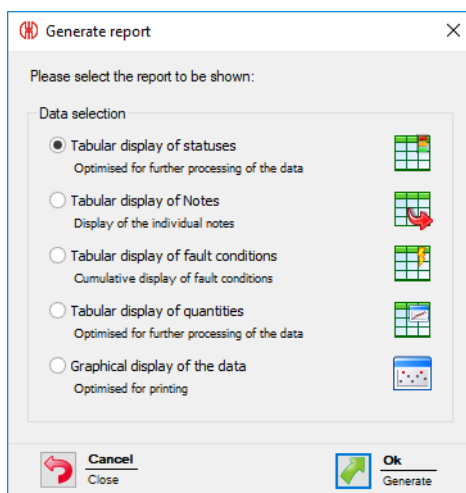 Generate report
Please select the report to be shown:
Data selection
Tabular display of statuses
Optimised for further processing of the data
Tabular display of Notes
Display of the individual notes
Tabular display of fault conditions
Cumulative display of fault conditions
Tabular display of quantities
Optimised for further processing of the data
Graphical display of the data
Optimised for printing
Cancel
Close
Ok
Generate